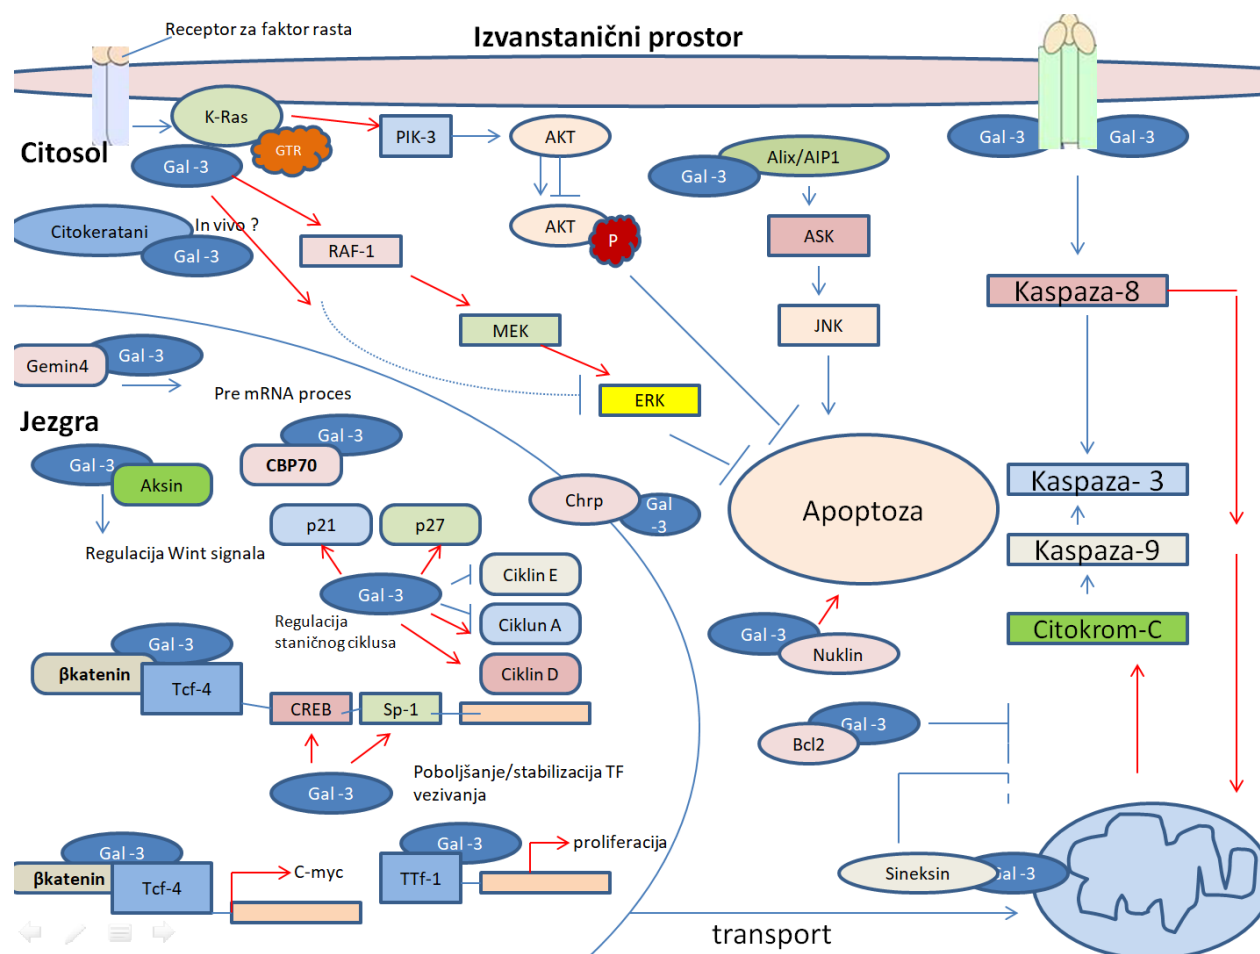 Receptor za faktor rasta
Izvanstanični prostor
K-Ras
GTR
PIK-3
AKT
Gal-3
Gal-3
Citosol
Gal -3
Alix/AIP1
Gal -3
Citokeratani
In vivo ?
Gal -3
AKT
P
ASK
RAF-1
Kaspaza-8
MEK
JNK
Gemin4
Gal -3
Pre mRNA proces
ERK
Jezgra
Gal -3
CBP70
Gal -3
Aksin
Kaspaza- 3
Chrp
Gal
-3
Apoptoza
p21
p27
Regulacija Wint signala
Kaspaza-9
Gal -3
Ciklin E
Regulacija
staničnog ciklusa
Ciklun A
Citokrom-C
Gal -3
Nuklin
Gal -3
βkatenin
Tcf-4
Ciklin D
CREB
Sp-1
Gal -3
Bcl2
Gal -3
Poboljšanje/stabilizacija TF
vezivanja
Gal -3
βkatenin
Tcf-4
C-myc
Gal -3
TTf-1
proliferacija
Sineksin
Gal -3
transport